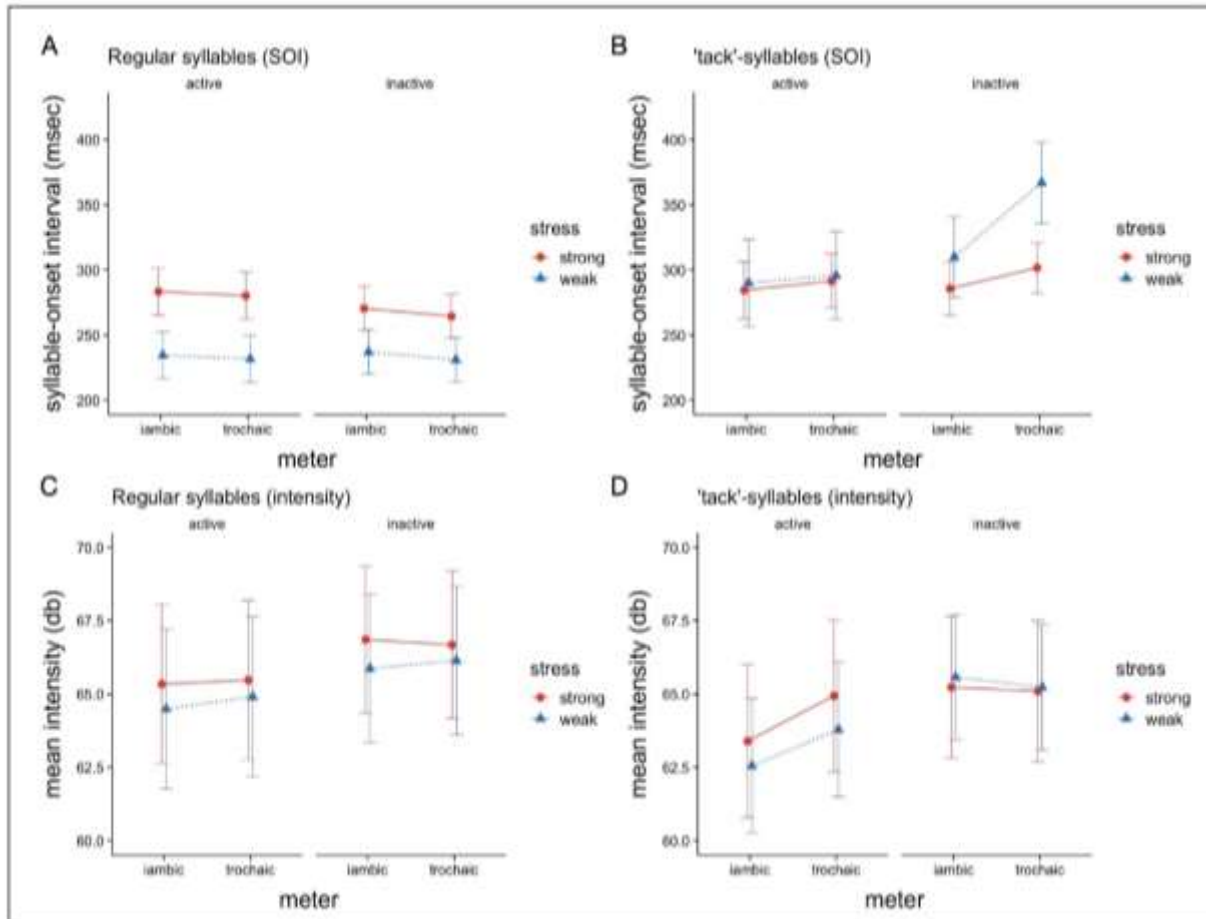 A
Regular syllables (SOI)
active inactive
syllable-onset interval (msec)
400
350
300
250
200
iambic trochaic iambic trochaic
meter
stress
strong
weak
B
'tack'-syllables (SOI)
active inactive
syllable-onset interval (msec)
400
350
300
250
200
iambic trochaic iambic trochaic
meter
stress
strong
weak
C
Regular syllables (intensity)
active inactive
mean intensity (db)
70.0
67.5
65.0
62.5
60.0
iambic trochaic iambic trochaic
meter
stress
strong
weak
D
'tack'-syllables (intensity)
active inactive
mean intensity (db)
70.0
67.5
65.0
62.5
60.0
iambic trochaic iambic trochaic
meter
stress
strong
weak